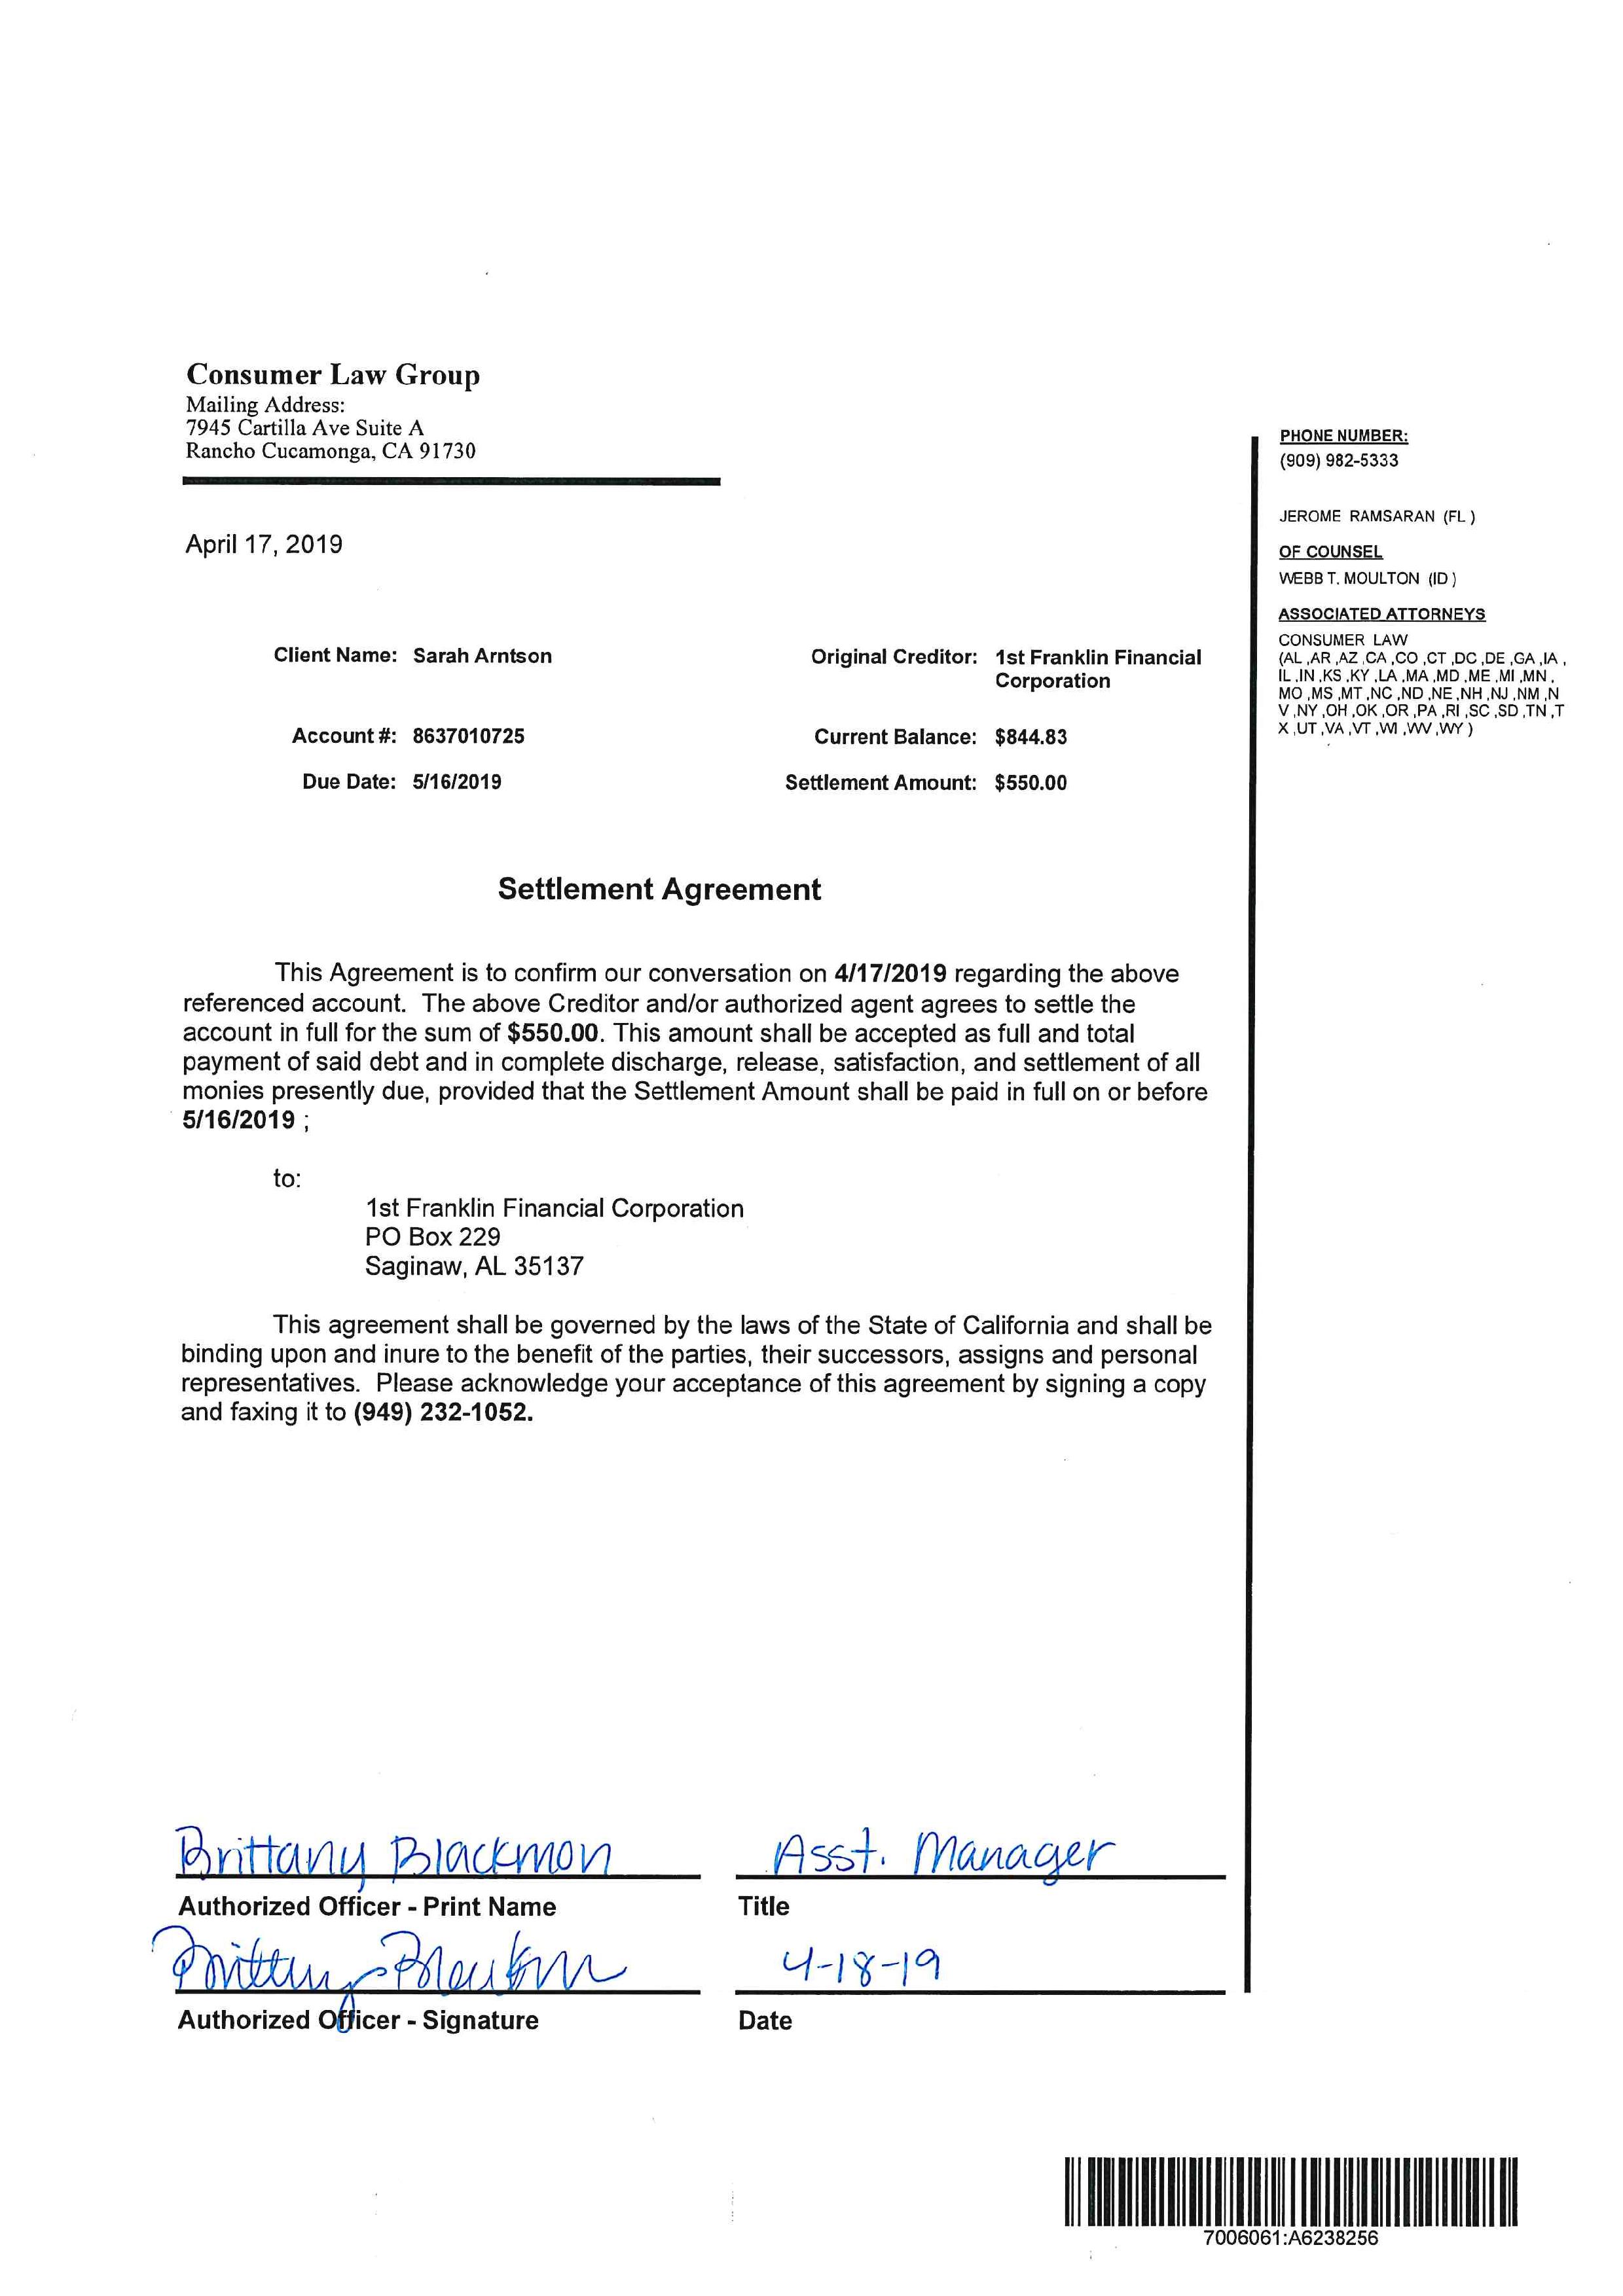 Consumer Law Group
Mailing Address:
7945 Cartilla Ave Suite A
Rancho Cucamonga, CA 91730
PHONE NUMBER:
(909) 982-5333
JEROME RAMSARAN (FL )
OF COUNSEL
WEBB T. MOULTON (ID )
ASSOCIATED ATTORNEYS
CONSUMER LAW
(AL ,AR ,AZ ,CA ,CO ,CT ,DC ,DE ,GA ,IA ,
IL ,IN ,KS ,KY ,LA ,MA ,MD ,ME ,MI ,MN ,
MO ,MS ,MT ,NC ,ND ,NE ,NH ,NJ ,NM ,N
V ,NY ,OH ,OK ,OR ,PA ,RI ,SC ,SD ,TN ,T
X ,UT ,VA ,VT ,WI ,WV ,WY )
April 17, 2019
Client Name: Sarah Arntson
Original Creditor: 1st Franklin Financial
Corporation
Account #: 8637010725
Current Balance: $844.83
Due Date: 5/16/2019
Settlement Amount: $550.00
Settlement Agreement
This Agreement is to confirm our conversation on 4/17/2019 regarding the above
referenced account. The above Creditor and/or authorized agent agrees to settle the
account in full for the sum of $550.00. This amount shall be accepted as full and total
payment of said debt and in complete discharge, release, satisfaction, and settlement of all
monies presently due, provided that the Settlement Amount shall be paid in full on or before
5/16/2019 ;
to:
1st Franklin Financial Corporation
PO Box 229
Saginaw, AL 35137
This agreement shall be governed by the laws of the State of California and shall be
binding upon and inure to the benefit of the parties, their successors, assigns and personal
representatives. Please acknowledge your acceptance of this agreement by signing a copy
and faxing it to (949) 232-1052.
Brittany Blackmon
Asst. Manager
Authorized Officer - Print Name
Title
Brittany Blackmon
4-18-19
Authorized Officer - Signature
Date
7006061:A6238256